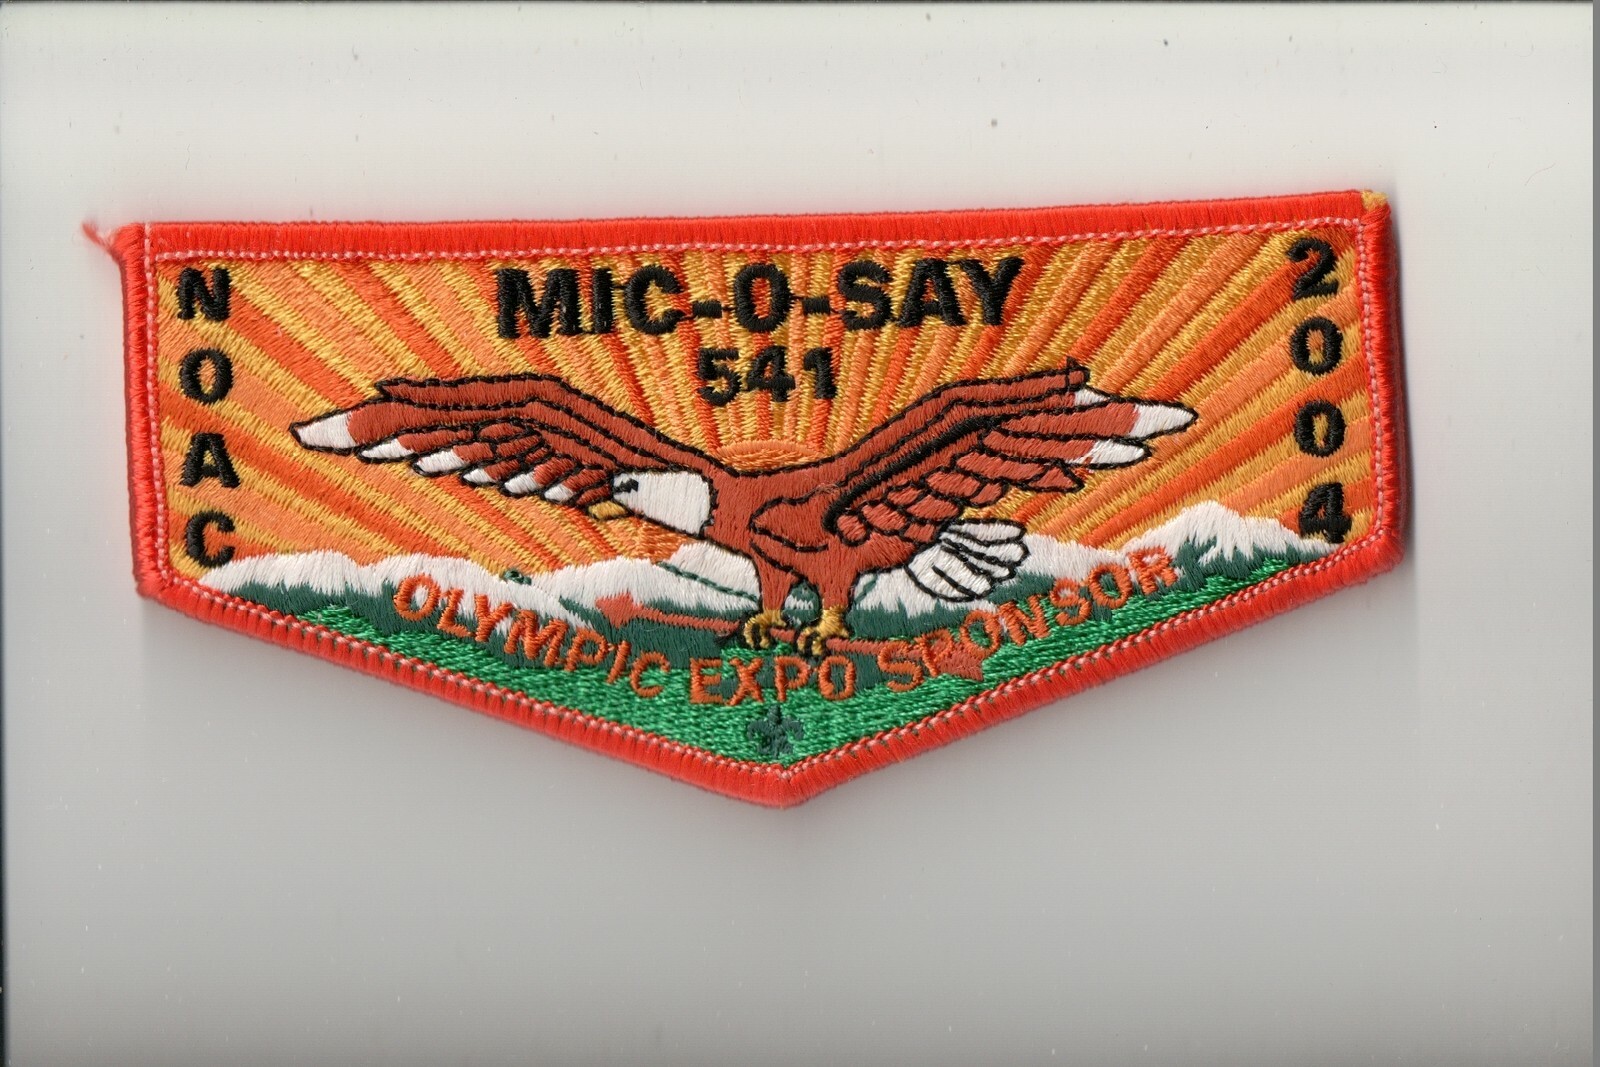 MIC-O-SAY
541
NOAC
2004
OLYMPIC EXPO SPONSOR